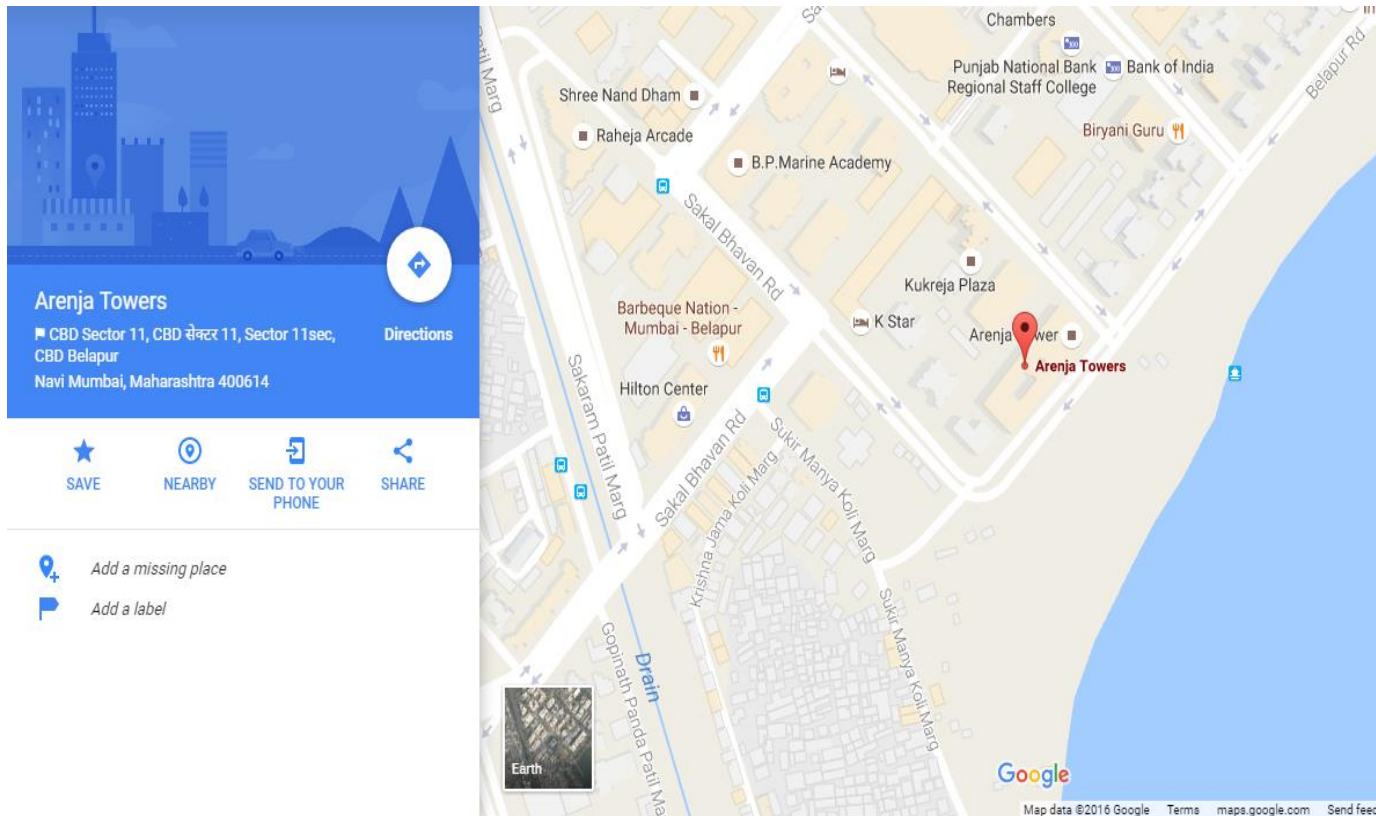 Arenja Towers
CBD Sector 11, CBD सेक्टर 11, Sector 11sec,
CBD Belapur
Navi Mumbai, Maharashtra 400614
Directions
SAVE
NEARBY
SEND TO YOUR
PHONE
SHARE
Add a missing place
Add a label
Patil Marg
Chambers
Punjab National Bank
Regional Staff College
Bank of India
Belapur Rd
Shree Nand Dham
Raheja Arcade
Biryani Guru
B.P.Marine Academy
Sakal Bhavan Rd
Kukreja Plaza
Barbeque Nation -
Mumbai - Belapur
K Star
Arenja
wer
Arenja Towers
Hilton Center
Sakaram Patil Marg
Sakal Bhavan Rd
Sukir Manya Koli Marg
Krishna Jama Koli Marg
Sukir Manya Koli Marg
Gopinath Panda Patil Ma
Drain
Earth
Google
Map data ©2016 Google
Terms
maps.google.com
Send feed